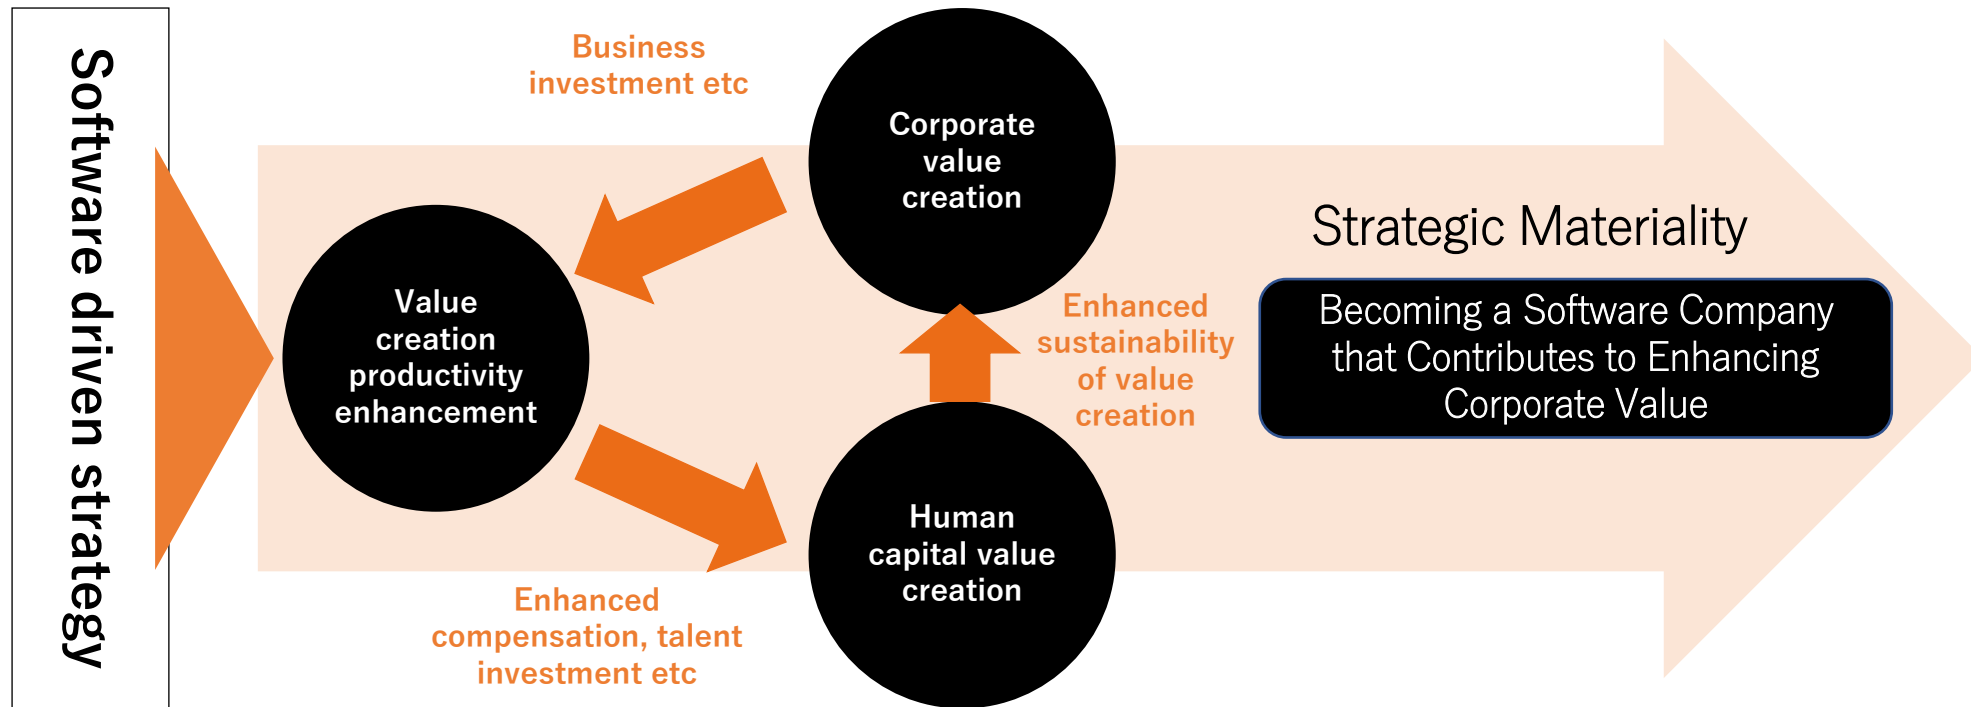 Software driven strategy
Business
investment etc
Corporate
value
creation
Value
creation
productivity
enhancement
Enhanced
sustainability
of value
creation
Human
capital value
creation
Enhanced
compensation, talent
investment etc
Strategic Materiality
Becoming a Software Company
that Contributes to Enhancing
Corporate Value